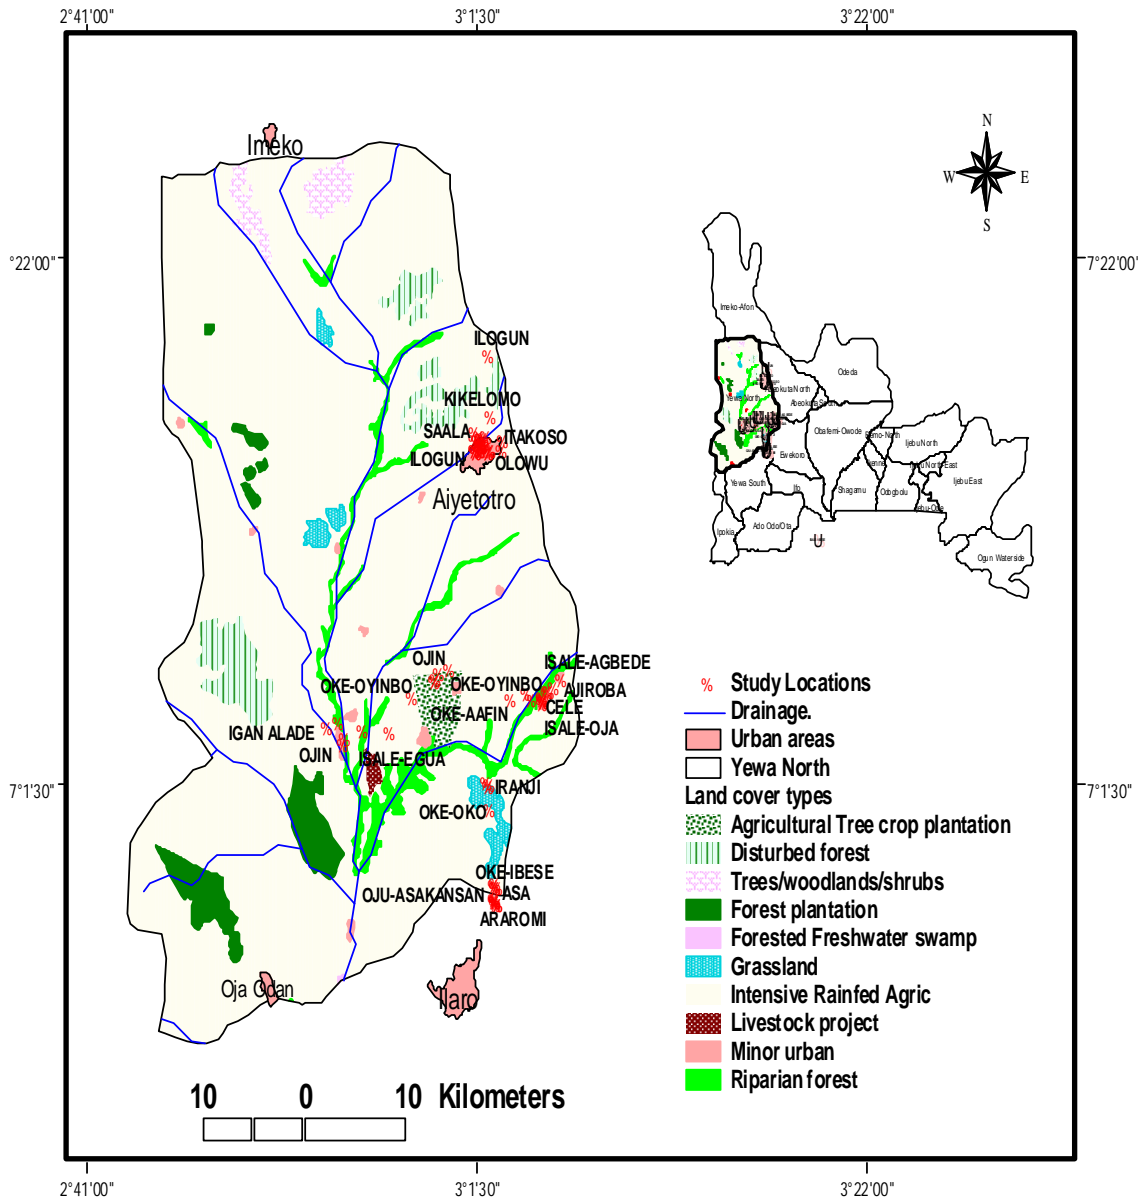 2°41'00"
3°1'30"
3°22'00"
N
W
E
S
Imeko
°22'00"
7°22'00"
ILOGUN
KIKELOMO
SAALA
ITAKOSO
ILOGUN
OLOWU
Aiyetotro
Imeko-Afon
Odeda
Abeokuta South
Yewa North
Obafemi-Owode
Ijebu North
Ewekoro
Ijebu North-East
Ijebu East
Yewa South
Ifo
Shagamu
Odogbolu
Ipokia
Ado Odo/Ota
Ogun Waterside
OJIN
ISALE-AGBEDE
OKE-OYINBO
OKE-OYINBO
AJIROBA
OKE-AAFIN
CELE
ISALE-OJA
IGAN ALADE
OJIN
ISALE-EGUA
7°1'30"
7°1'30"
IRANJI
OKE-OKO
OKE-IBESE
OJU-ASAKANSAN
ASA
ARAROMI
Oja Odan
Ilaro
% Study Locations
Drainage.
Urban areas
Yewa North
Land cover types
Agricultural Tree crop plantation
Disturbed forest
Trees/woodlands/shrubs
Forest plantation
Forested Freshwater swamp
Grassland
Intensive Rainfed Agric
Livestock project
Minor urban
Riparian forest
10 0 10 Kilometers
2°41'00"
3°1'30"
3°22'00"